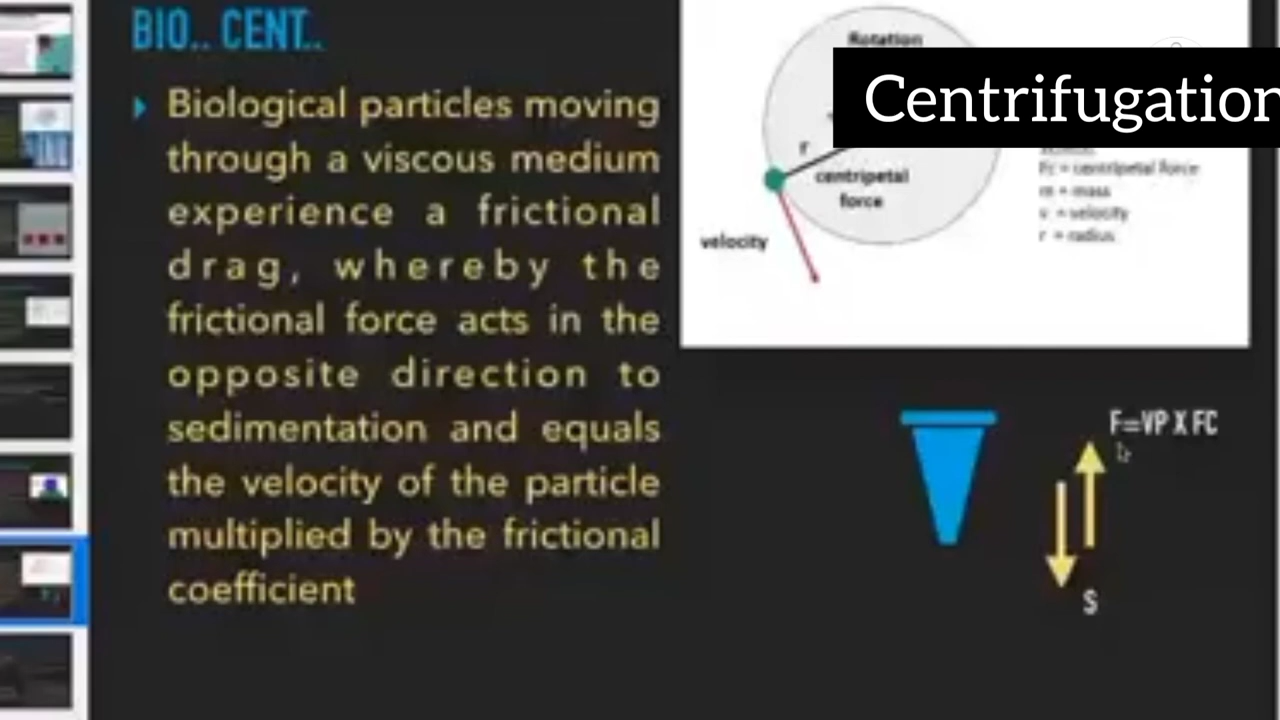 BIO.. CENT..
Biological particles moving
through a viscous medium
experience a frictional
drag, whereby the
frictional force acts in the
opposite direction to
sedimentation and equals
the velocity of the particle
multiplied by the frictional
coefficient
Rotation
Centrifugation
r
centripetal
force
velocity
Fc = centripetal force
m = mass
v = velocity
r = radius
F=VP X FC
S